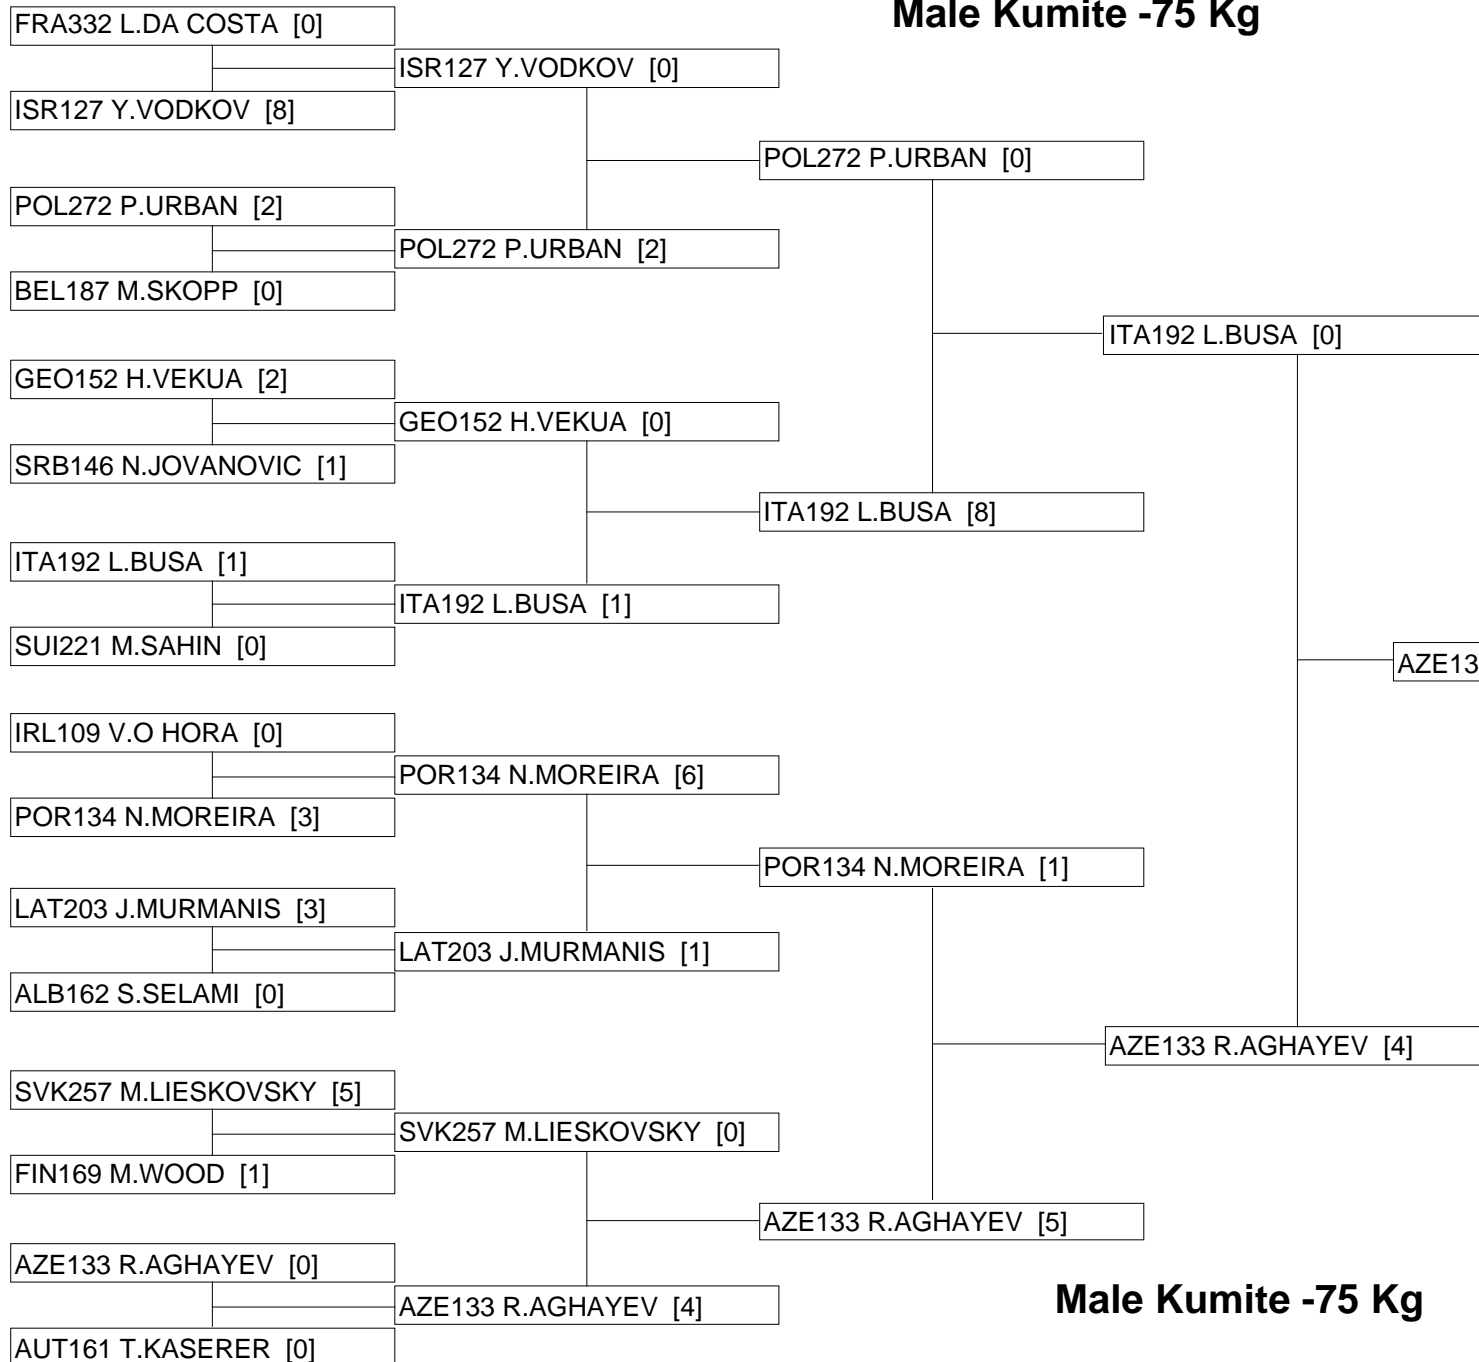 Male Kumite -75 Kg
FRA332 L.DA COSTA [0]
ISR127 Y.VODKOV [0]
ISR127 Y.VODKOV [8]
POL272 P.URBAN [0]
POL272 P.URBAN [2]
POL272 P.URBAN [2]
BEL187 M.SKOPP [0]
ITA192 L.BUSA [0]
GEO152 H.VEKUA [2]
GEO152 H.VEKUA [0]
SRB146 N.JOVANOVIC [1]
ITA192 L.BUSA [8]
ITA192 L.BUSA [1]
ITA192 L.BUSA [1]
SUI221 M.SAHIN [0]
AZE13
IRL109 V.O HORA [0]
POR134 N.MOREIRA [6]
POR134 N.MOREIRA [3]
POR134 N.MOREIRA [1]
LAT203 J.MURMANIS [3]
LAT203 J.MURMANIS [1]
ALB162 S.SELAMI [0]
AZE133 R.AGHAYEV [4]
SVK257 M.LIESKOVSKY [5]
SVK257 M.LIESKOVSKY [0]
FIN169 M.WOOD [1]
AZE133 R.AGHAYEV [5]
AZE133 R.AGHAYEV [0]
AZE133 R.AGHAYEV [4]
Male Kumite -75 Kg
AUT161 T.KASERER [0]